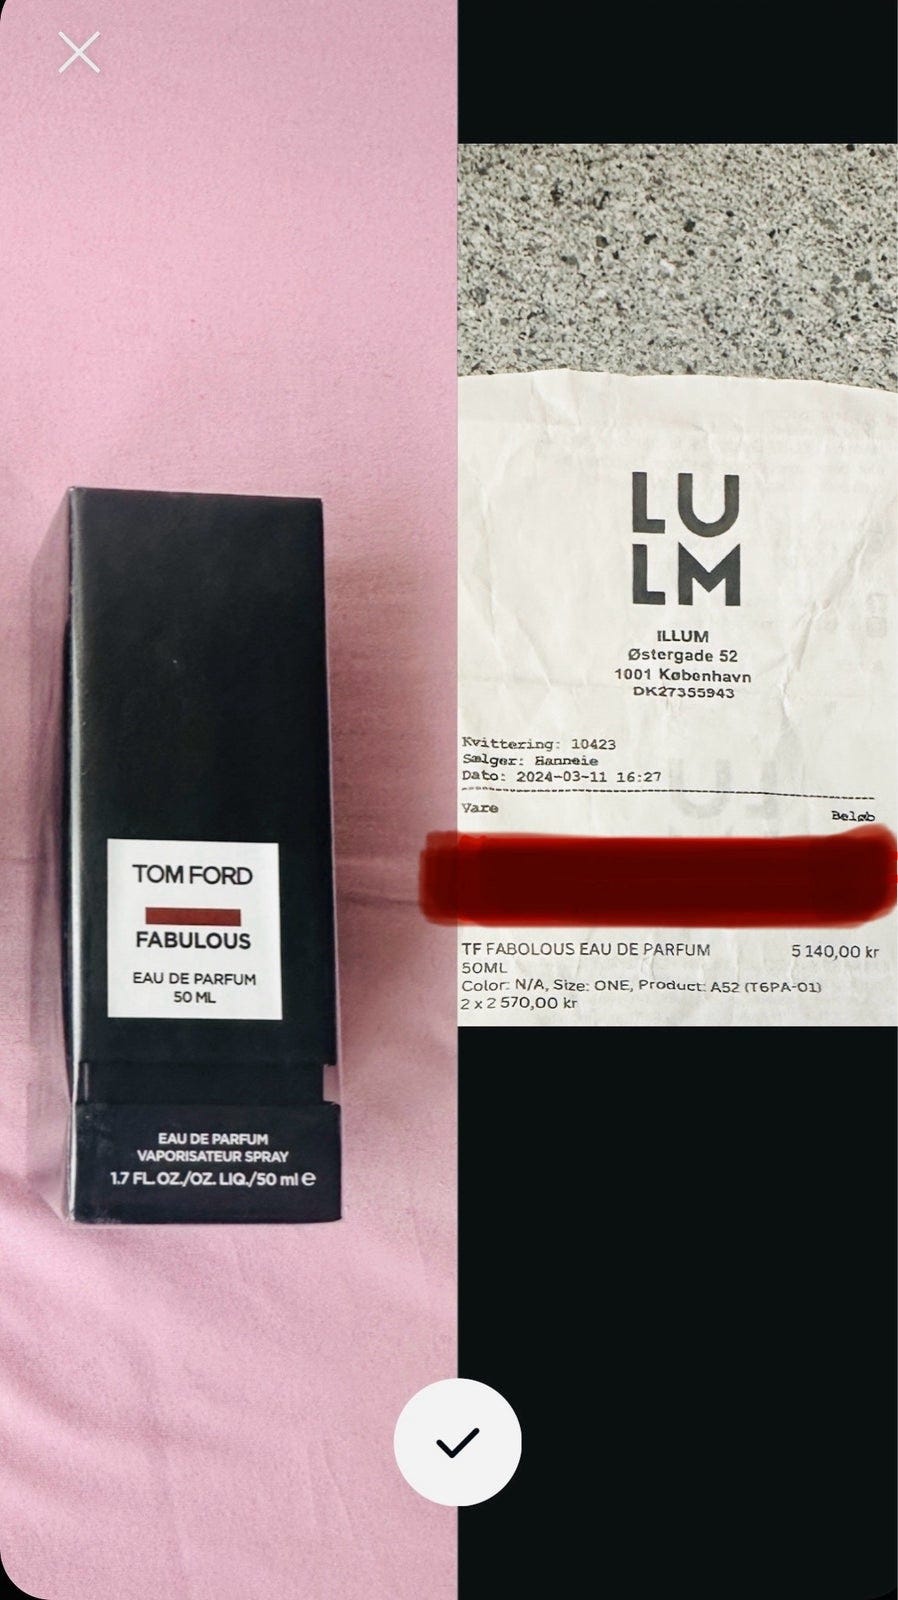 TOM FORD
FABULOUS
EAU DE PARFUM
50 ML
EAU DE PARFUM
VAPORISATEUR SPRAY
1.7 FL. OZ./OZ. LIQ./50 ml e
LU
LM
ILLUM
Østergade 52
1001 København
DK27355943
Kvittering: 10423
Sælger: Hanneie
Dato: 2024-03-11 16:27
Vare Beløb
TF FABOLOUS EAU DE PARFUM 5 140,00 kr
50ML
Color: N/A, Size: ONE, Product: A52 (T6PA-01)
2 x 2 570,00 kr